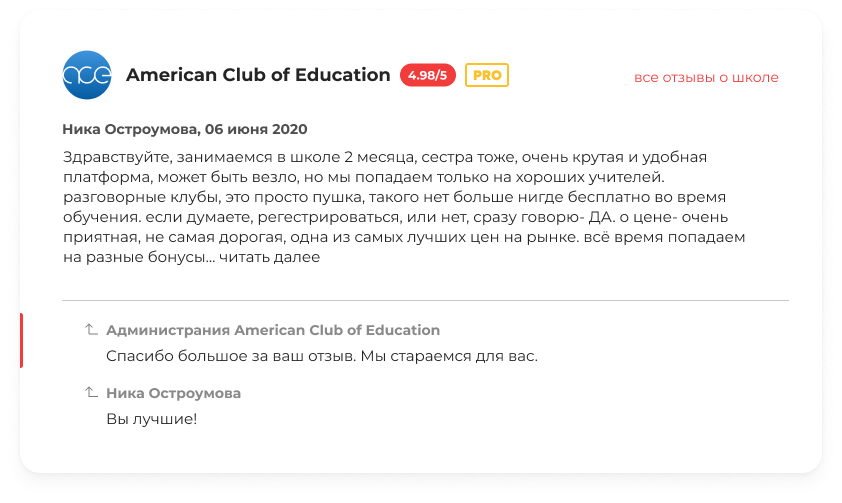 ace
American Club of Education 4.98/5 PRO
все отзывы о школе
Ника Остроумова, 06 июня 2020
Здравствуйте, занимаемся в школе 2 месяца, сестра тоже, очень крутая и удобная
платформа, может быть везло, но мы попадаем только на хороших учителей.
разговорные клубы, это просто пушка, такого нет больше нигде бесплатно во время
обучения. если думаете, регестрироваться, или нет, сразу говорю- ДА. о цене- очень
приятная, не самая дорогая, одна из самых лучших цен на рынке. всё время попадаем
на разные бонусы... читать далее
Администрания American Club of Education
Спасибо большое за ваш отзыв. Мы стараемся для вас.
Ника Остроумова
Вы лучшие!